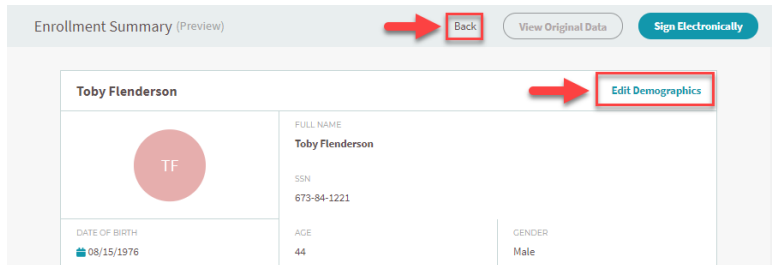 Enrollment Summary (Preview)
Back
View Original Data
Sign Electronically
Toby Flenderson
Edit Demographics
TF
FULL NAME
Toby Flenderson
SSN
673-84-1221
DATE OF BIRTH
08/15/1976
AGE
44
GENDER
Male